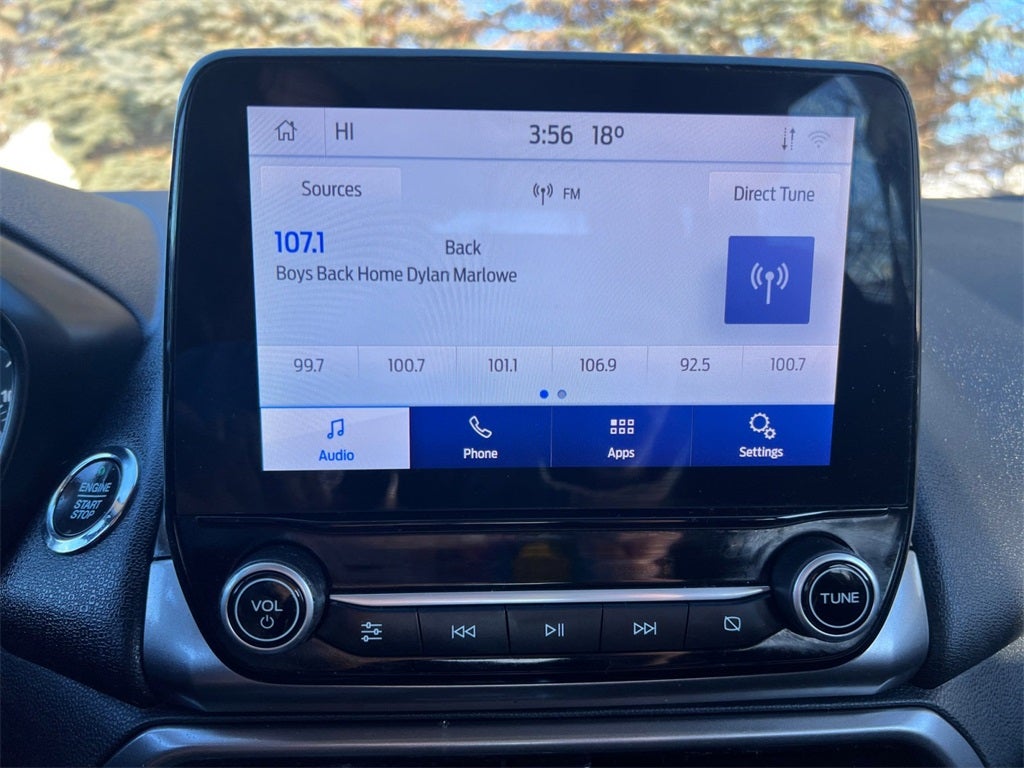 HI 3:56 18°
Sources FM Direct Tune
107.1 Back
Boys Back Home Dylan Marlowe
99.7 100.7 101.1 106.9 92.5 100.7
Audio Phone Apps Settings
ENGINE
START
STOP
VOL
TUNE